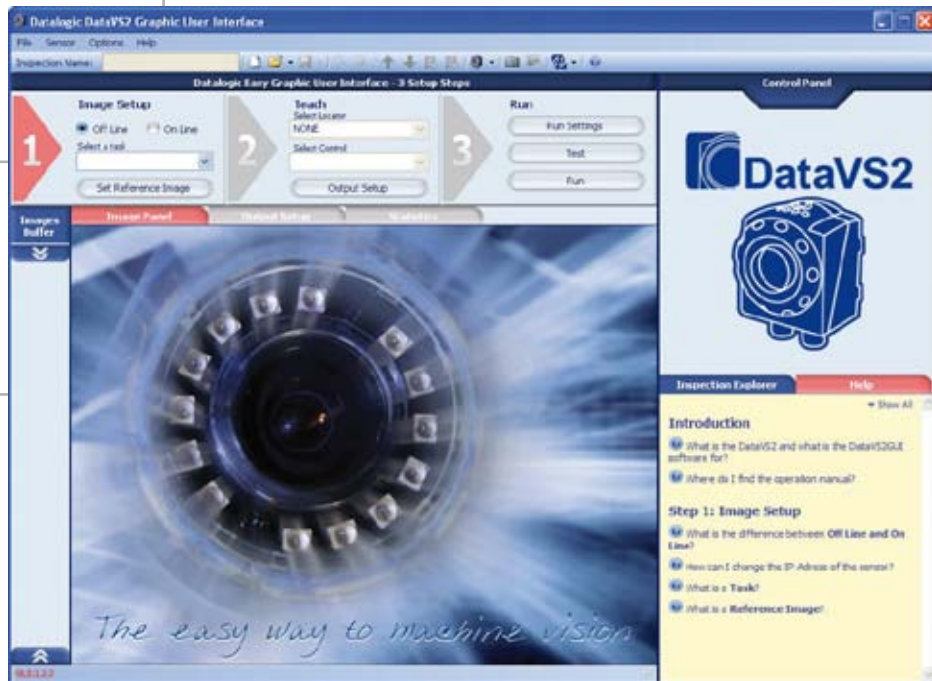 Datalogic DataVS2 Graphic User Interface
File Sensor Options Help
Inspection Name:
Datalogic Easy Graphic User Interface - 3 Setup Steps
Control Panel
1
Image Setup
Off Line On Line
Select a task
Set Reference Image
2
Teach
Select Locator
NONE
Select Control
Output Setup
3
Run
Run Settings
Test
Run
DataVS2
Images
Buffer
Image Panel Output Setup Statistics
The easy way to machine vision
Inspection Explorer Help
Show All
Introduction
What is the DataVS2 and what is the DataVS2GUI
software for?
Where do I find the operation manual?
Step 1: Image Setup
What is the difference between Off Line and On
Line?
How can I change the IP-Adress of the sensor?
What is a Task?
What is a Reference Image?